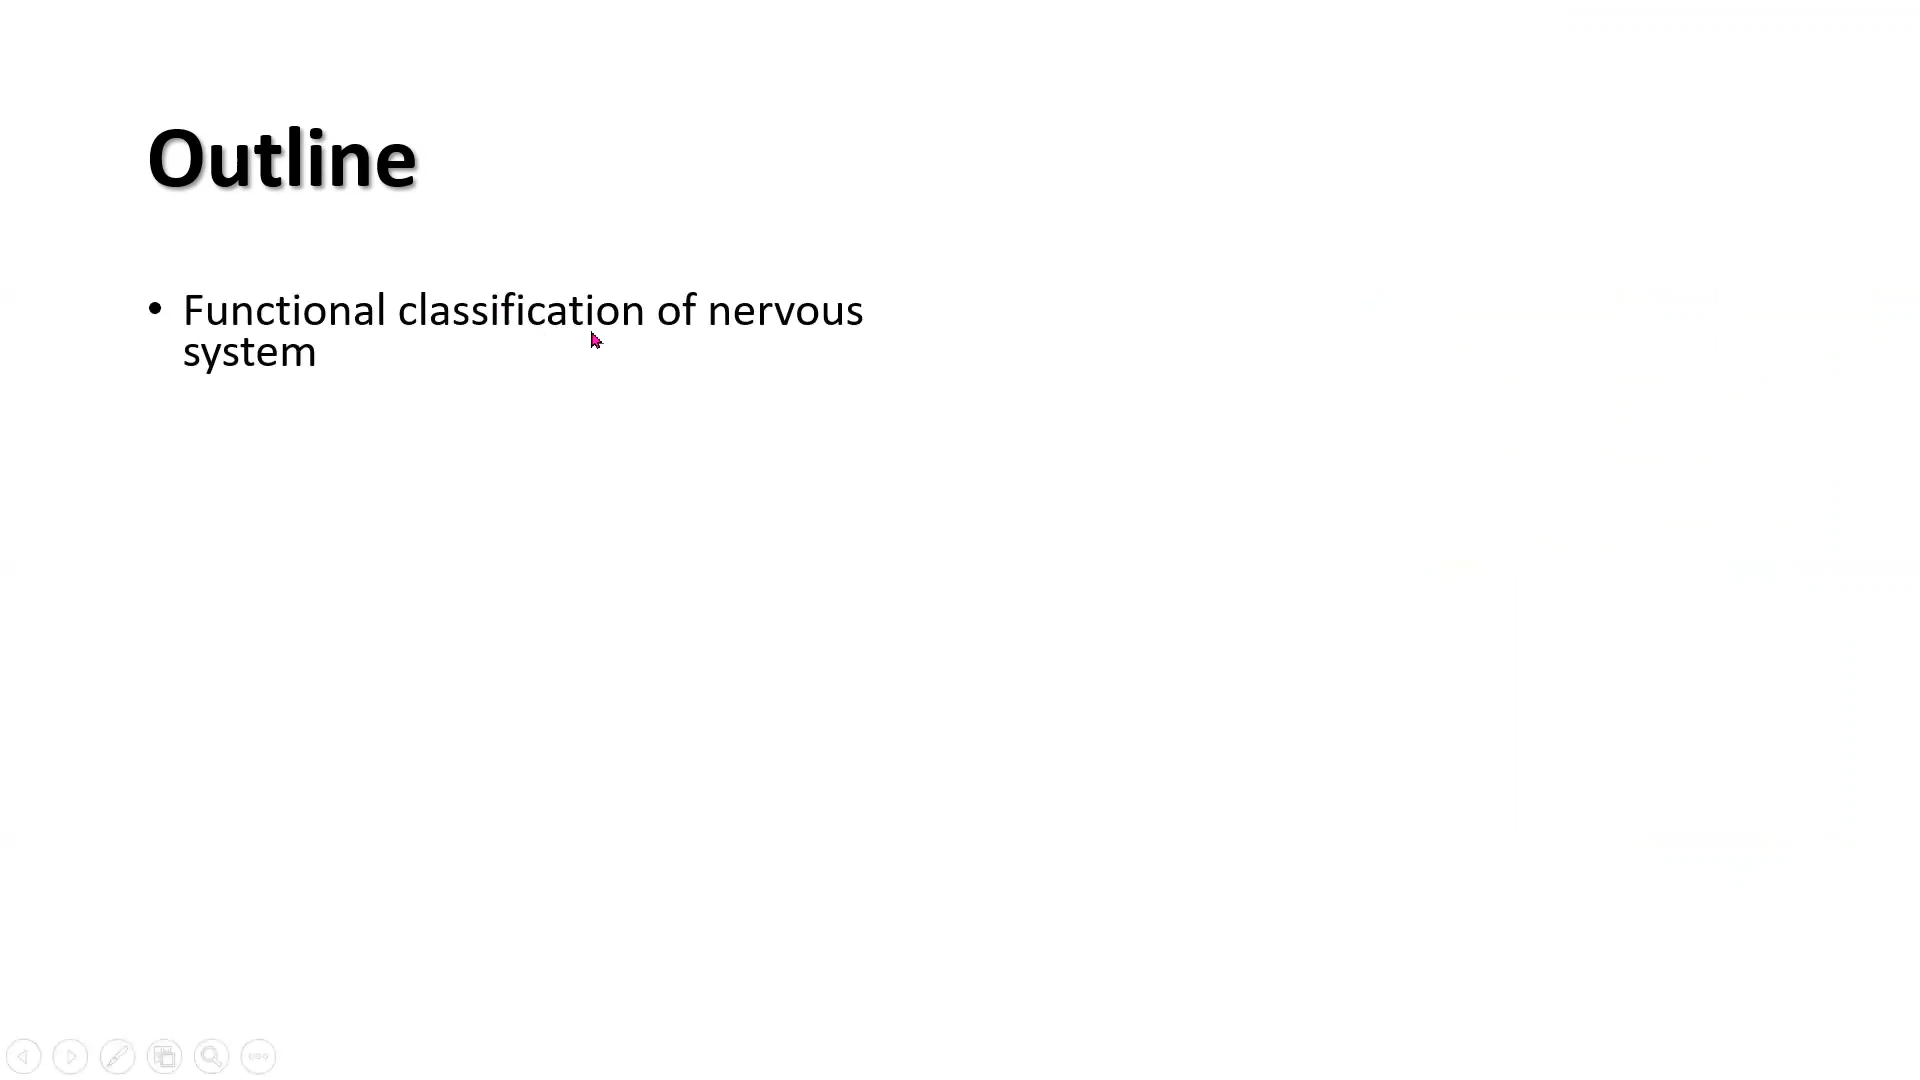 Outline
• Functional classification of nervous
system